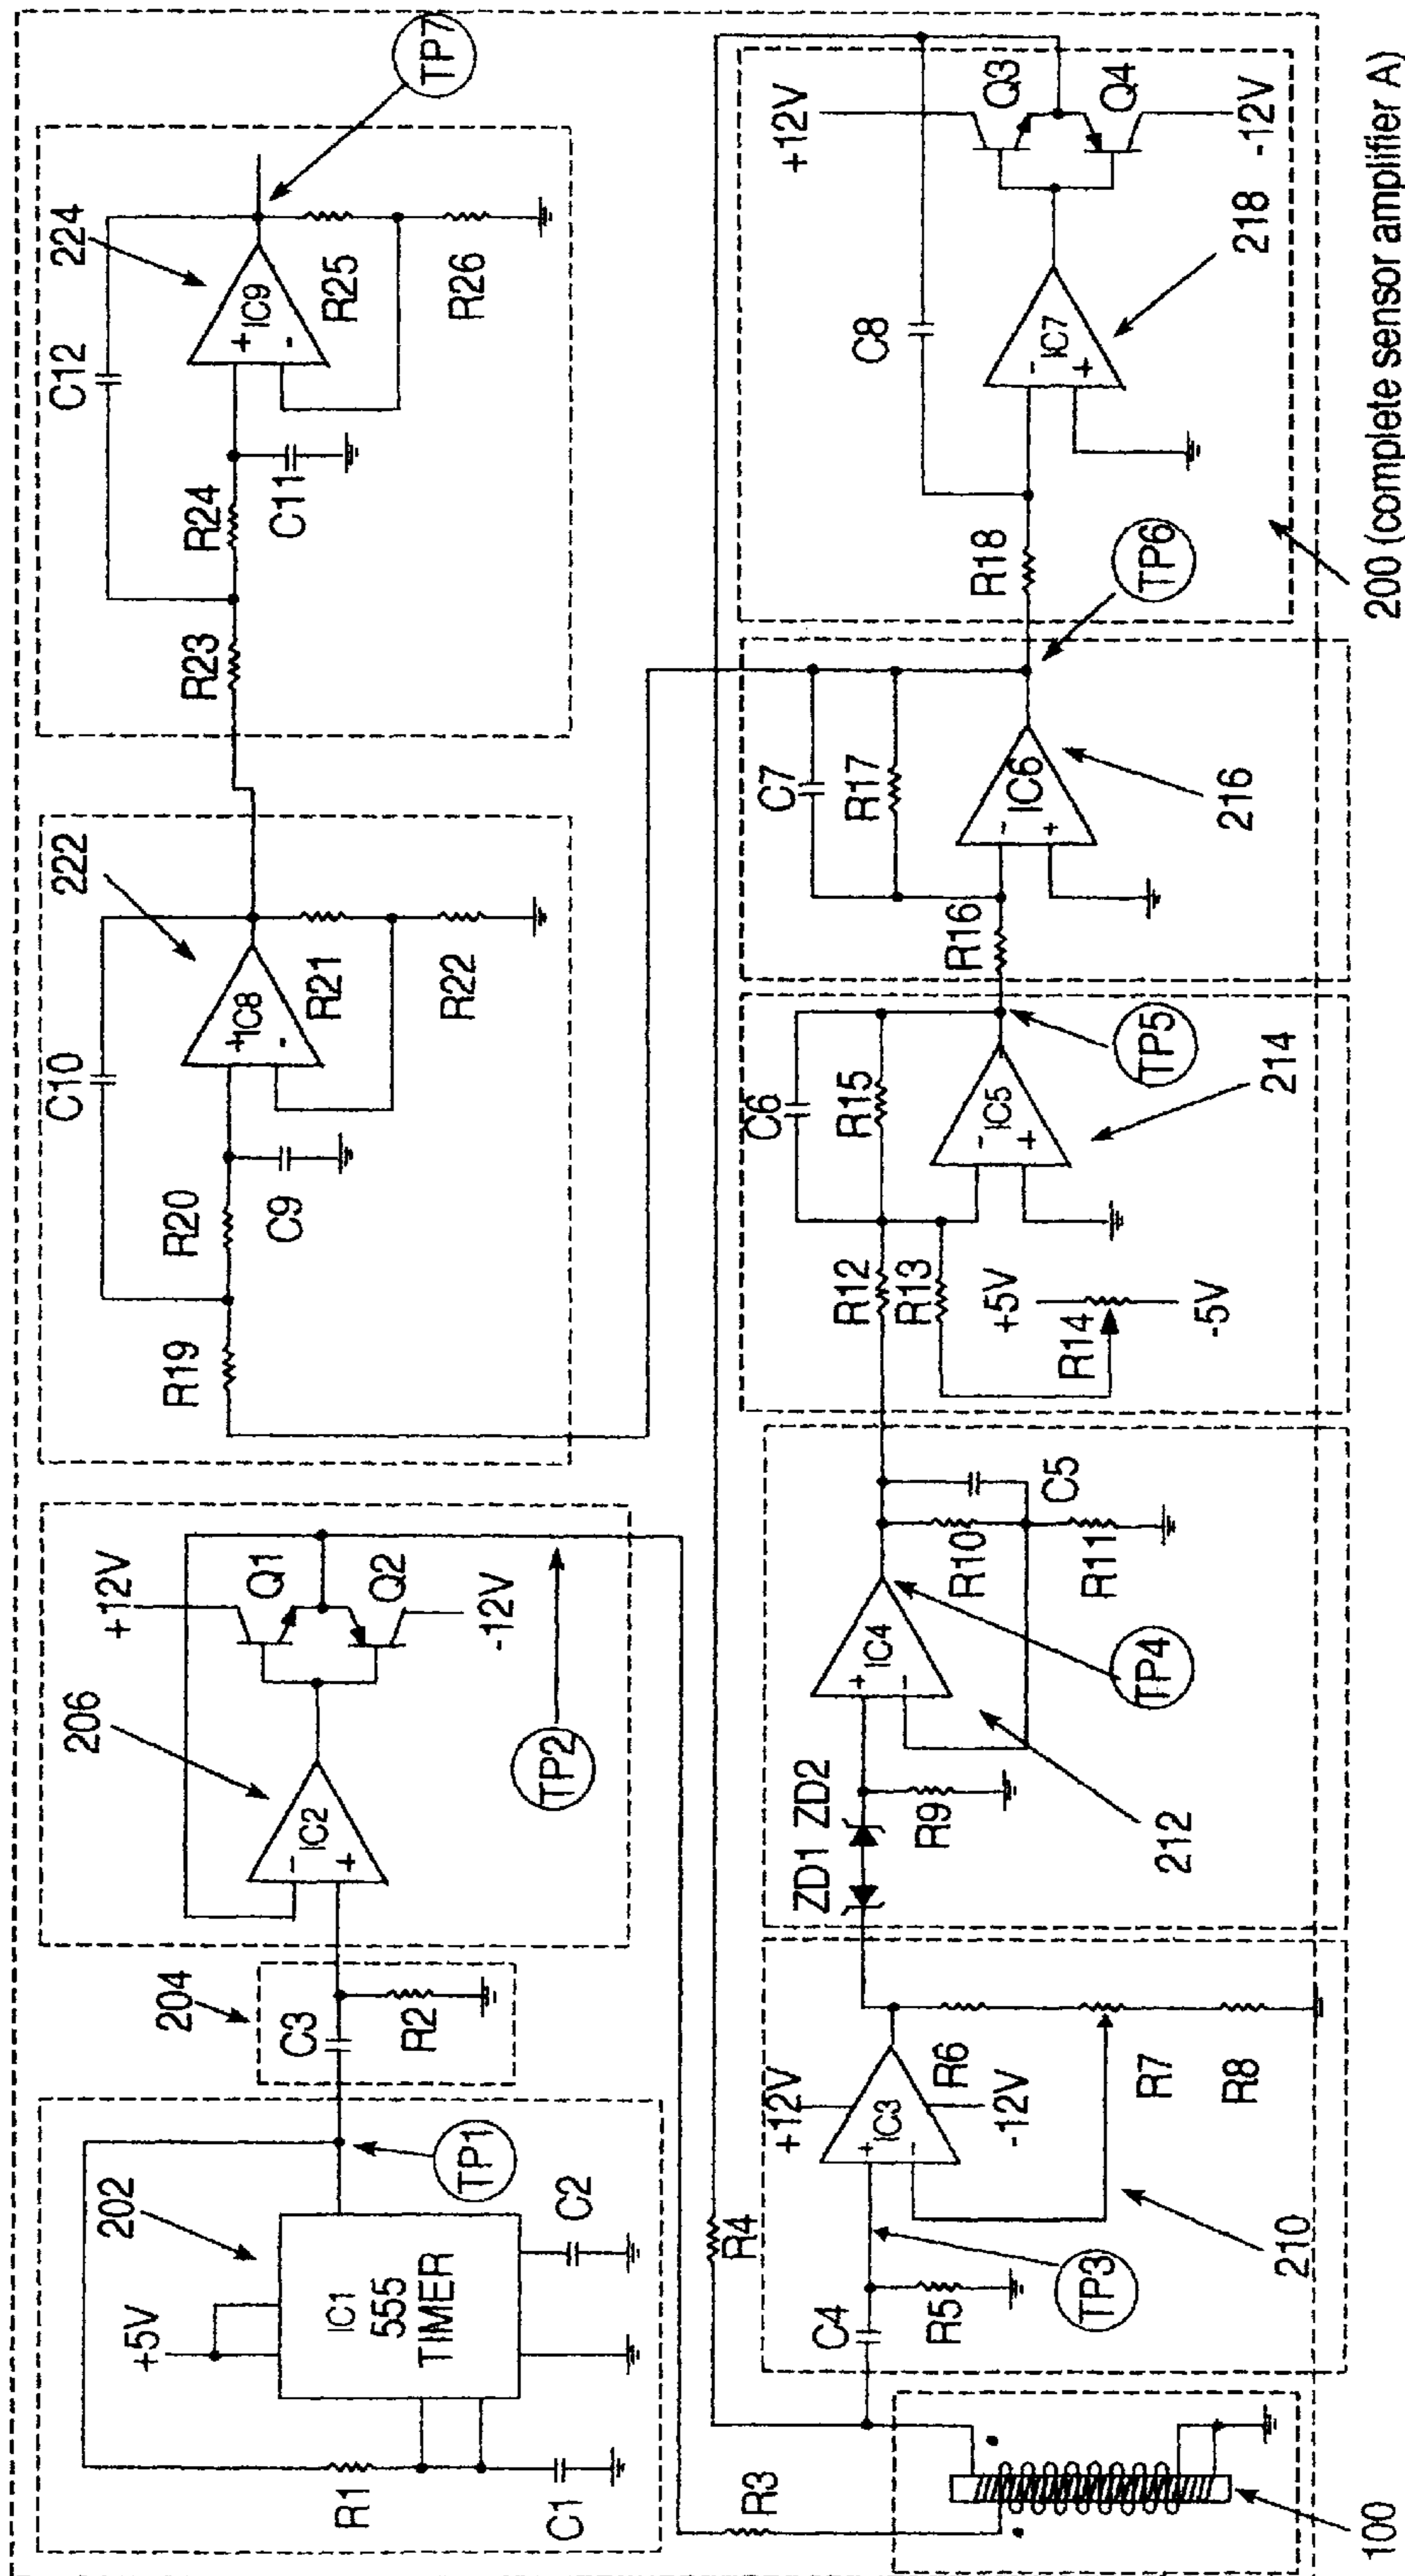 202
+5V
IC1
555
TIMER
R1
C1
C2
TP1
204
C3
R2
206
+12V
IC2
-
+
Q1
Q2
-12V
TP2
R19
R20
C9
C10
222
+
IC8
-
R21
R22
R23
R24
C11
C12
224
+
IC9
-
R25
R26
TP7
100
R3
R4
C4
R5
TP3
+12V
+
IC3
-
-12V
R6
R7
R8
210
ZD1 ZD2
R9
+
IC4
-
212
TP4
R10
C5
R11
R12
R13
+5V
R14
-5V
C6
R15
-
IC5
+
TP5
214
R16
C7
R17
-
IC6
+
216
TP6
R18
C8
-
IC7
+
218
+12V
Q3
Q4
-12V
200 (complete sensor amplifier A)